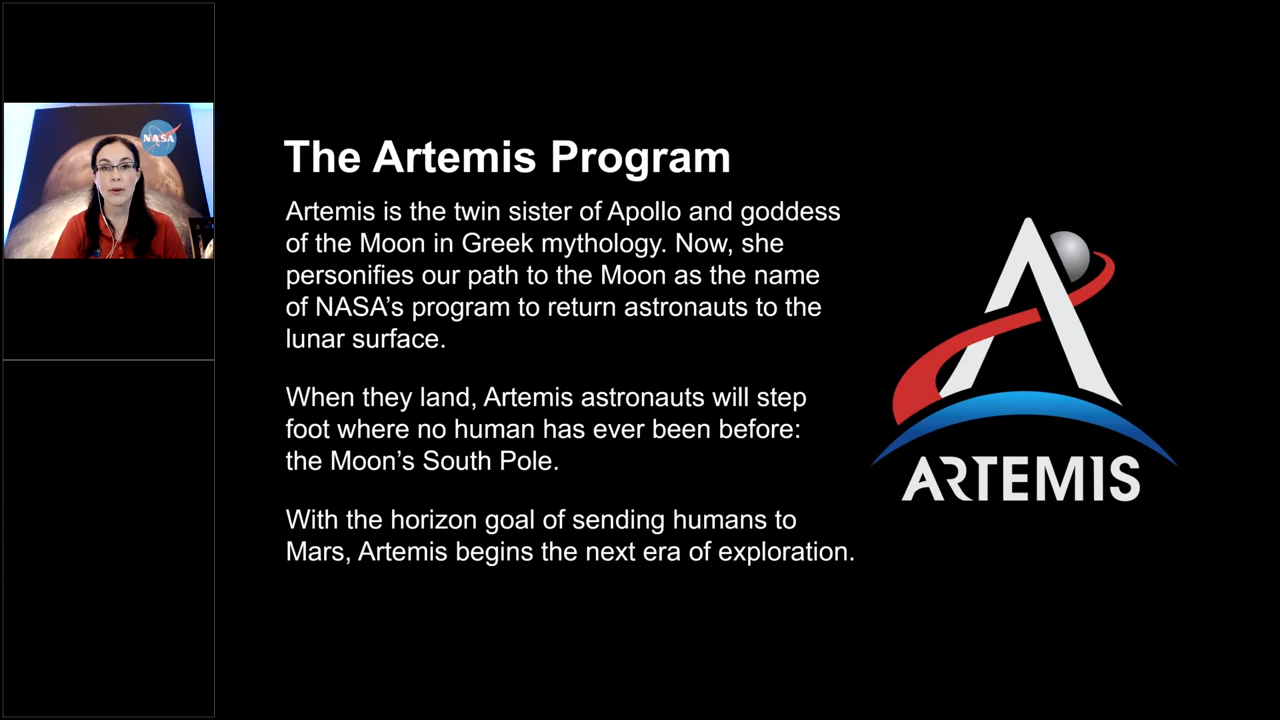 NASA
The Artemis Program
Artemis is the twin sister of Apollo and goddess
of the Moon in Greek mythology. Now, she
personifies our path to the Moon as the name
of NASA's program to return astronauts to the
lunar surface.
When they land, Artemis astronauts will step
foot where no human has ever been before:
the Moon's South Pole.
With the horizon goal of sending humans to
Mars, Artemis begins the next era of exploration.
ARTEMIS